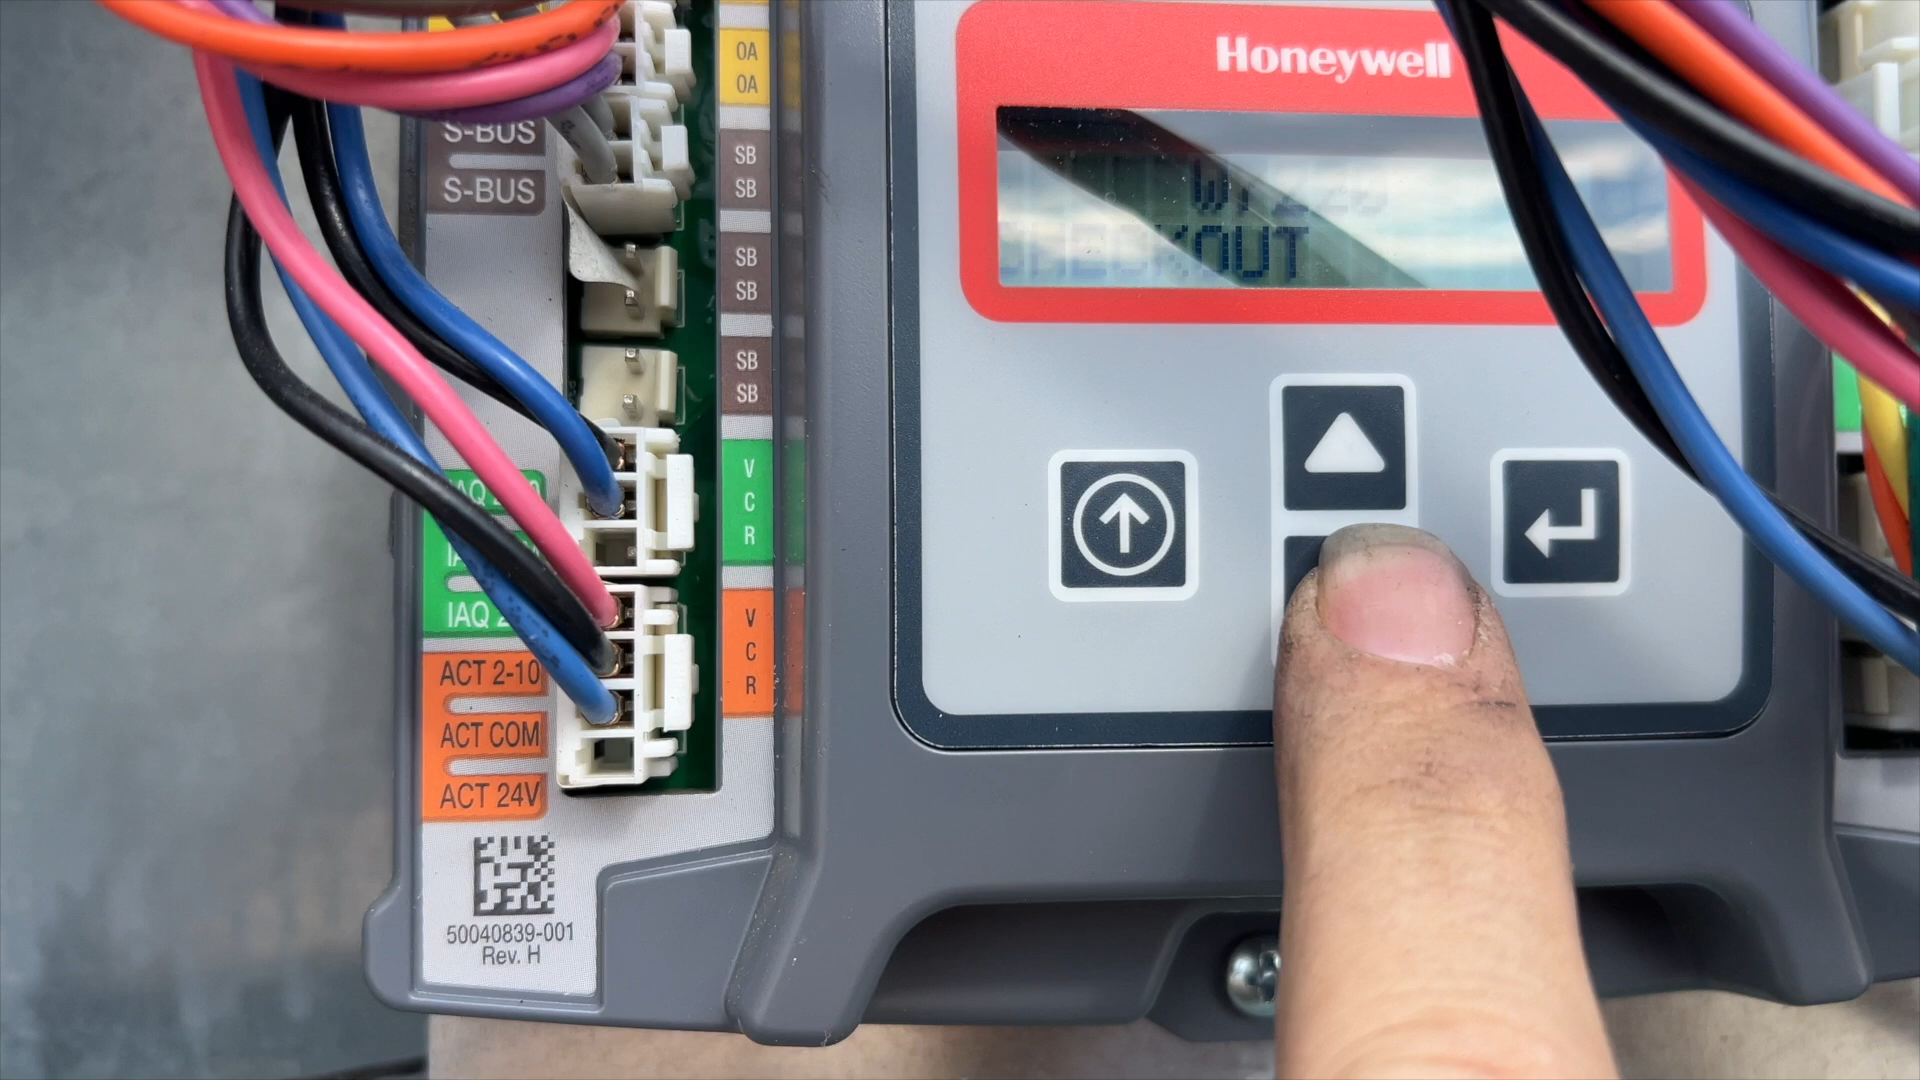 OA
OA
Honeywell
S-BUS
S-BUS
SB
SB
SB
SB
SB
SB
CHECKOUT
V
C
R
IAQ
V
C
R
ACT 2-10
ACT COM
ACT 24V
50040839-001
Rev. H